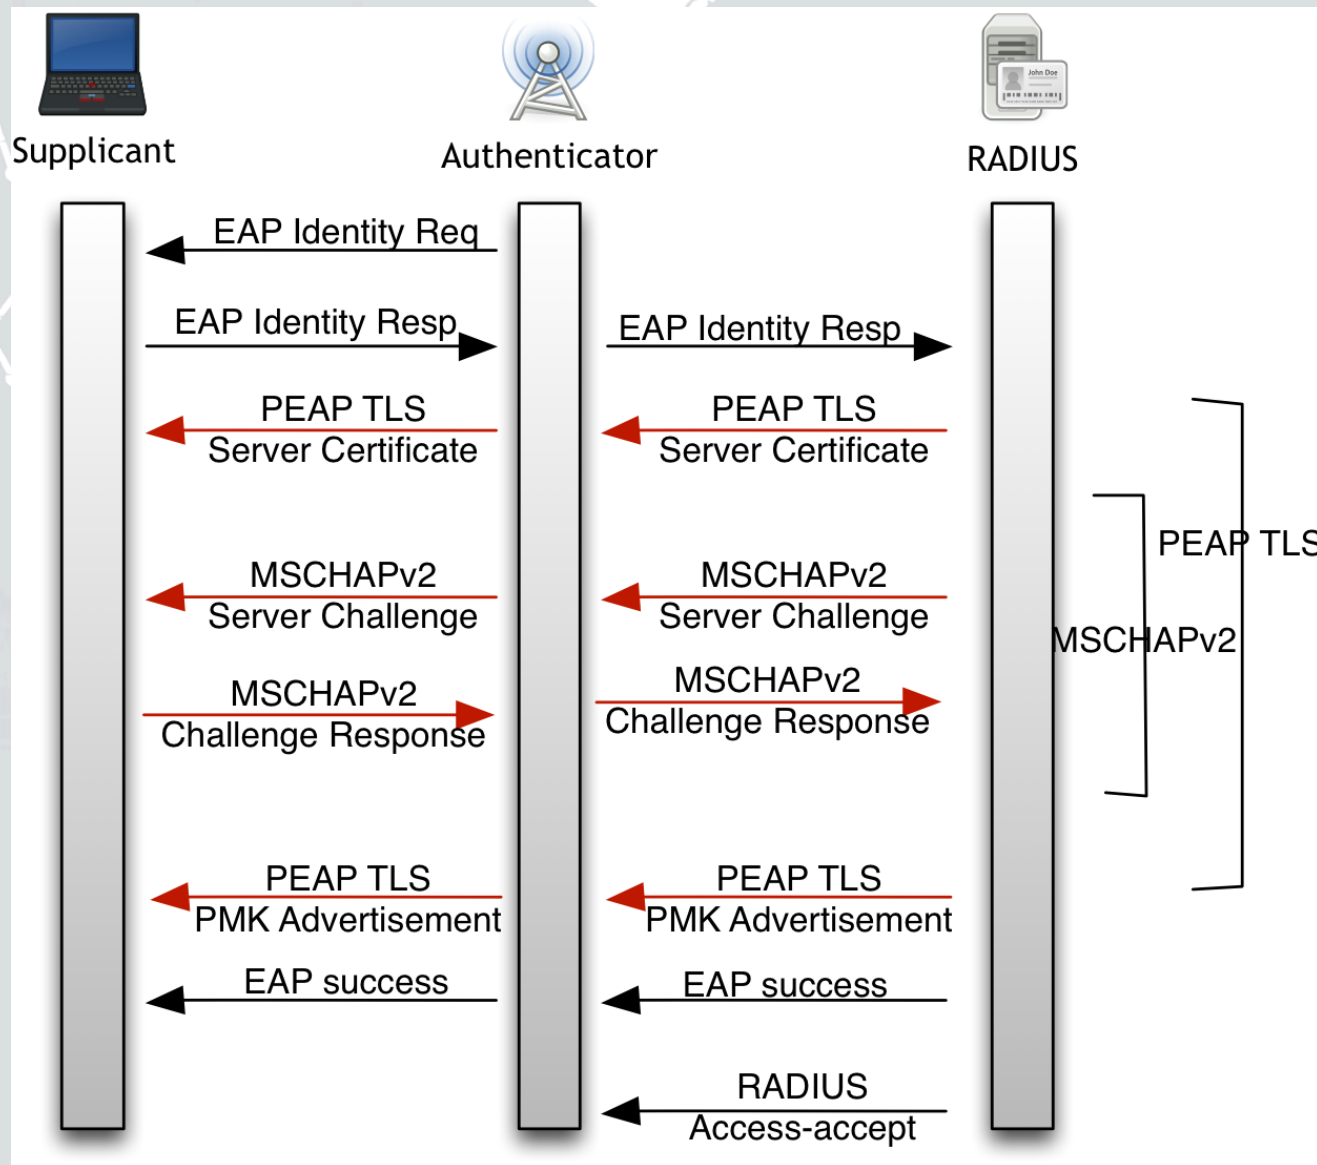 John Doe
Supplicant
Authenticator
RADIUS
EAP Identity Req
EAP Identity Resp
EAP Identity Resp
PEAP TLS
Server Certificate
PEAP TLS
Server Certificate
PEAP TLS
MSCHAPv2
Server Challenge
MSCHAPv2
Server Challenge
MSCHAPv2
MSCHAPv2
Challenge Response
MSCHAPv2
Challenge Response
PEAP TLS
PMK Advertisement
PEAP TLS
PMK Advertisement
EAP success
EAP success
RADIUS
Access-accept